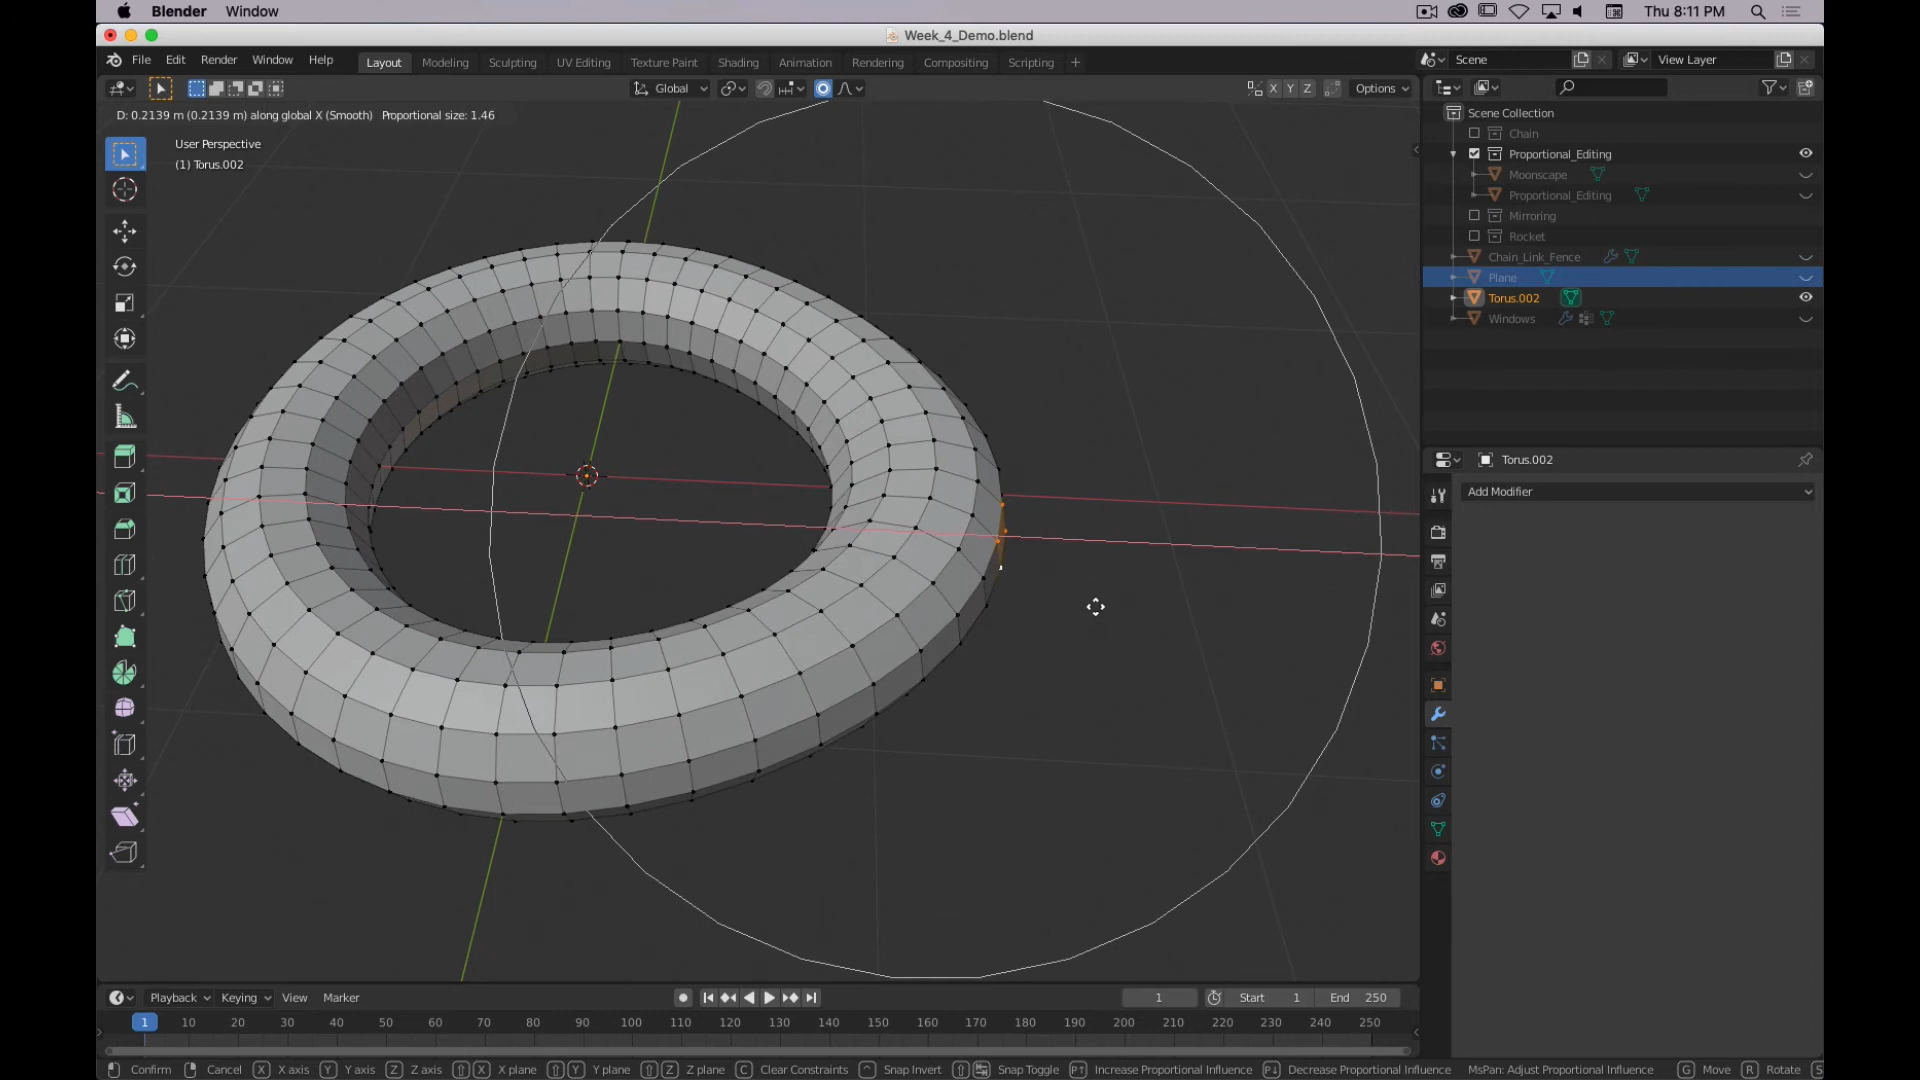 Blender Window Thu 8:11 PM
Week_4_Demo.blend
File Edit Render Window Help Layout Modeling Sculpting UV Editing Texture Paint Shading Animation Rendering Compositing Scripting + Scene View Layer
Global X Y Z Options
D: 0.2139 m (0.2139 m) along global X (Smooth) Proportional size: 1.46
User Perspective
(1) Torus.002
Scene Collection
Chain
Proportional_Editing
Moonscape
Proportional_Editing
Mirroring
Rocket
Chain_Link_Fence
Plane
Torus.002
Windows
Torus.002
Add Modifier
Playback Keying View Marker 1 Start 1 End 250
1 10 20 30 40 50 60 70 80 90 100 110 120 130 140 150 160 170 180 190 200 210 220 230 240 250
Confirm Cancel X X axis Y Y axis Z Z axis X X plane Y Y plane Z Z plane C Clear Constraints Snap Invert Snap Toggle Increase Proportional Influence Decrease Proportional Influence MsPan: Adjust Proportional Influence G Move R Rotate S